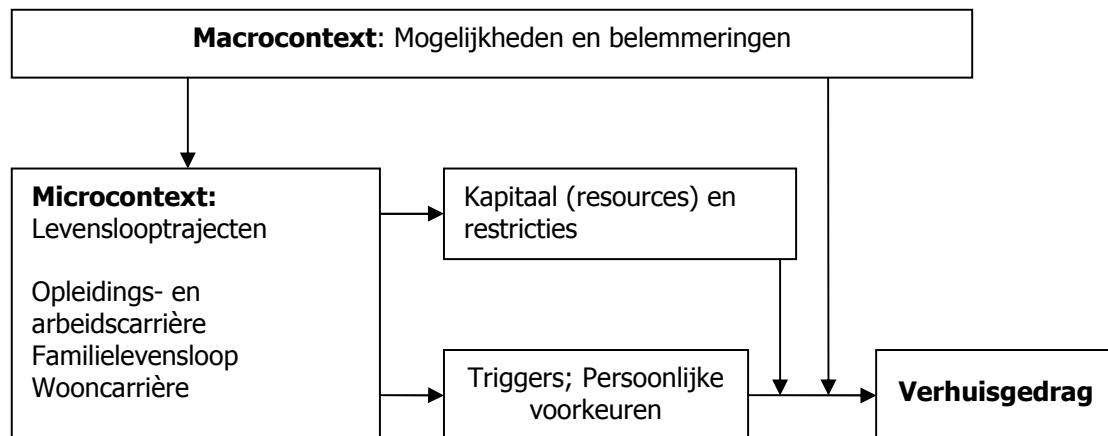 Macrocontext: Mogelijkheden en belemmeringen
Microcontext:
Levenslooptrajecten
Opleidings- en
arbeidscarrière
Familielevensloop
Wooncarrière
Kapitaal (resources) en
restricties
Triggers; Persoonlijke
voorkeuren
Verhuisgedrag